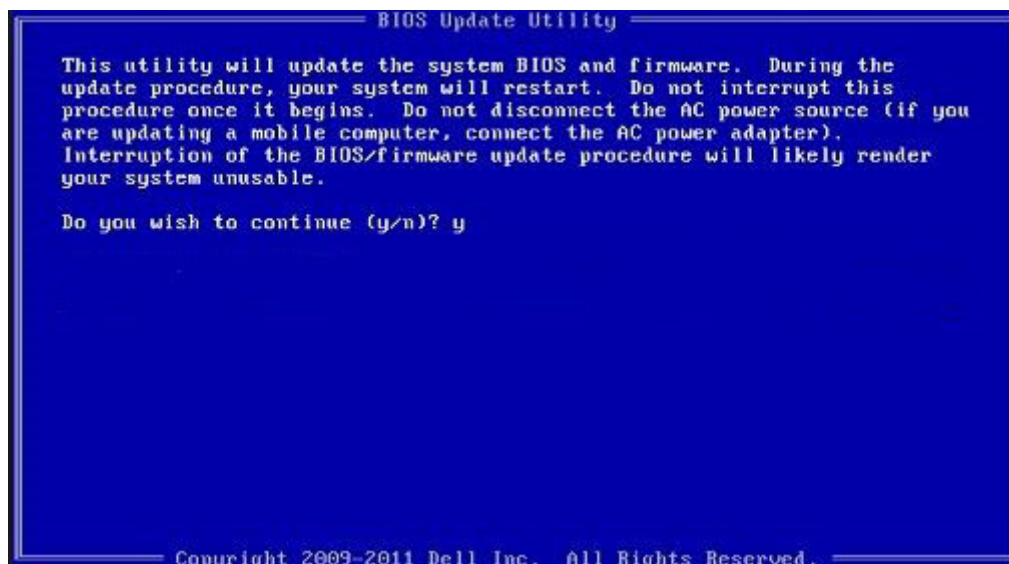 BIOS Update Utility
This utility will update the system BIOS and firmware. During the
update procedure, your system will restart. Do not interrupt this
procedure once it begins. Do not disconnect the AC power source (if you
are updating a mobile computer, connect the AC power adapter).
Interruption of the BIOS/firmware update procedure will likely render
your system unusable.
Do you wish to continue (y/n)? y
Copyright 2009-2011 Dell Inc. All Rights Reserved.